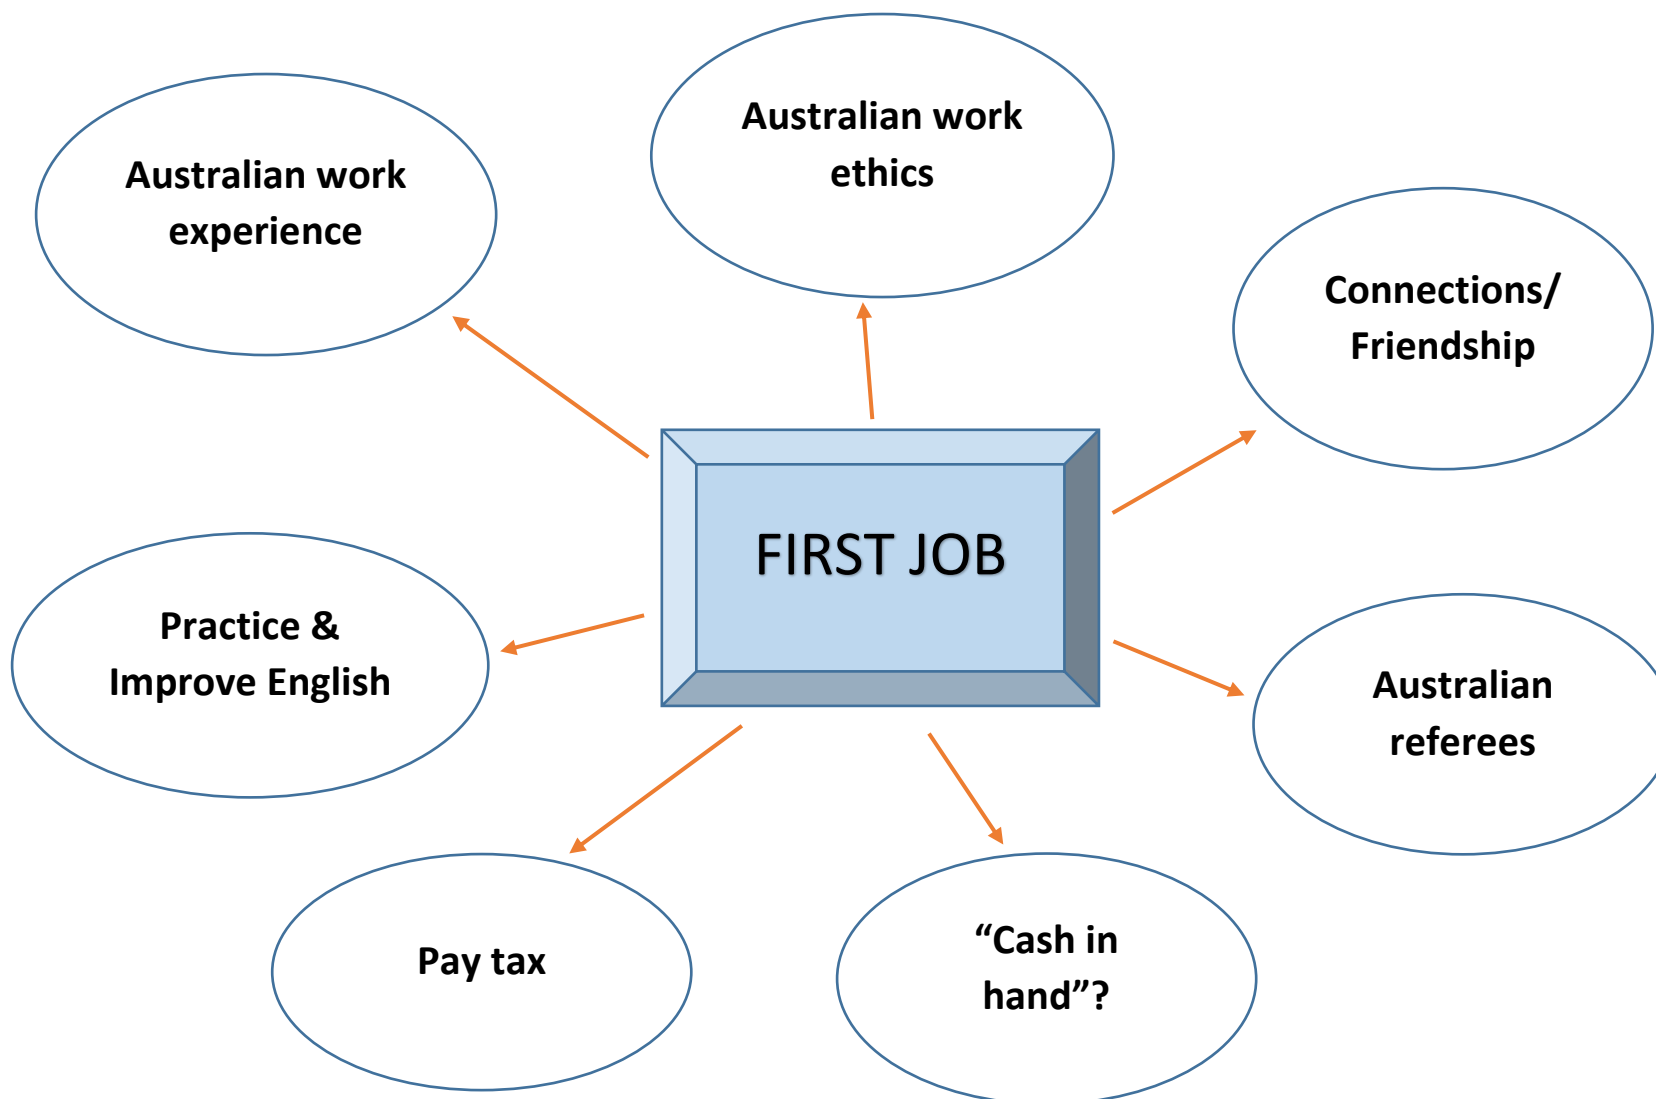 Australian work
ethics
Australian work
experience
Connections/
Friendship
FIRST JOB
Practice &
Improve English
Australian
referees
Pay tax
“Cash in
hand”?